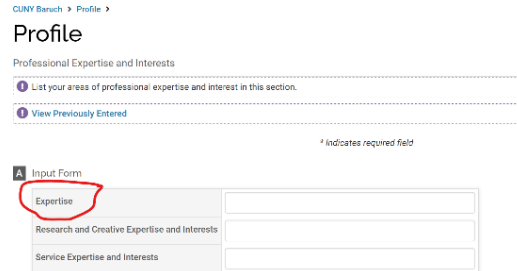 CUNY Baruch > Profile >
Profile
Professional Expertise and Interests
! List your areas of professional expertise and interest in this section.
! View Previously Entered
* Indicates required field
A Input Form
Expertise
Research and Creative Expertise and Interests
Service Expertise and Interests